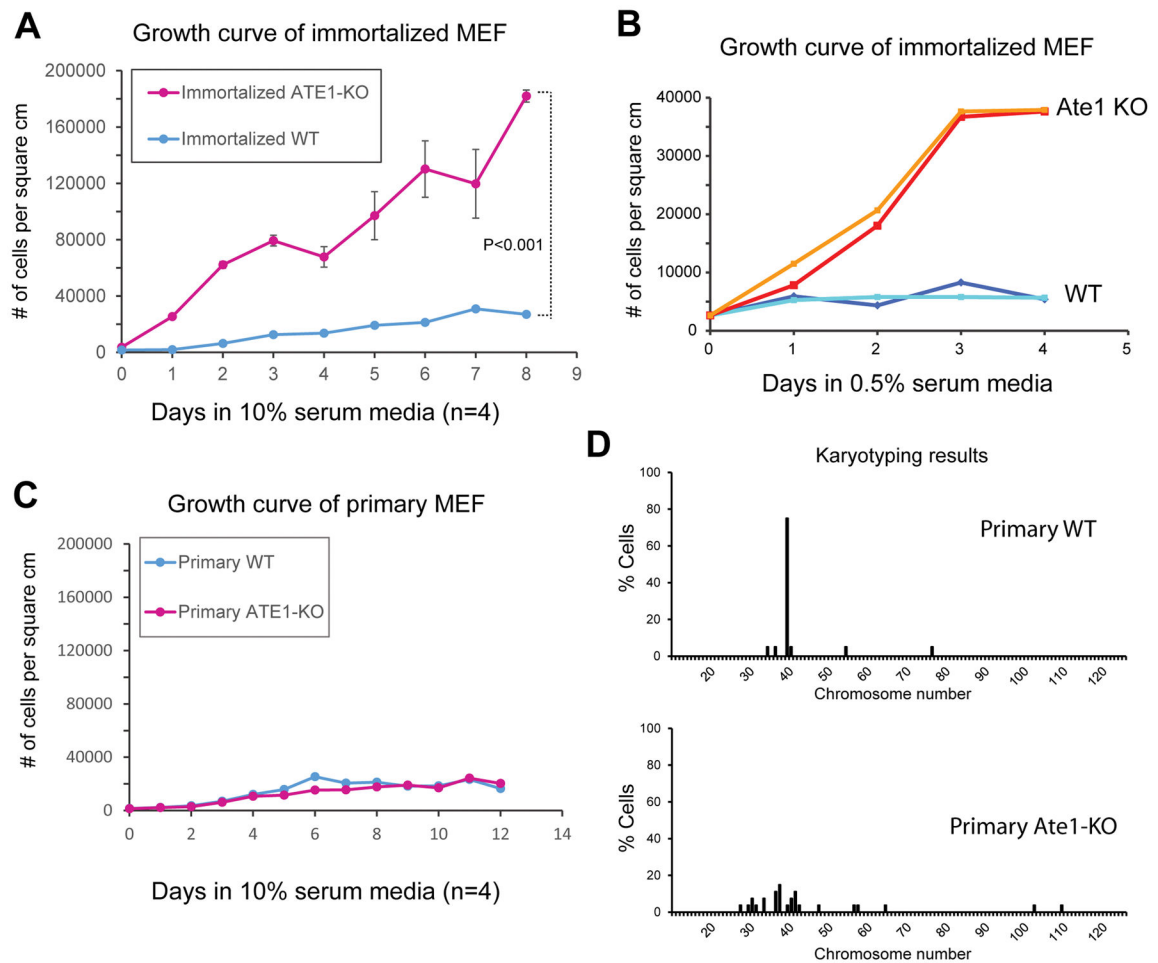 A
Growth curve of immortalized MEF
# of cells per square cm
200000
160000
120000
80000
40000
0
Immortalized ATE1-KO
Immortalized WT
P<0.001
0 1 2 3 4 5 6 7 8 9
Days in 10% serum media (n=4)
B
Growth curve of immortalized MEF
# of cells per square cm
40000
30000
20000
10000
0
Ate1 KO
WT
0 1 2 3 4 5
Days in 0.5% serum media
C
Growth curve of primary MEF
# of cells per square cm
200000
160000
120000
80000
40000
0
Primary WT
Primary ATE1-KO
0 2 4 6 8 10 12 14
Days in 10% serum media (n=4)
D
Karyotyping results
% Cells
100
80
60
40
20
0
Primary WT
20 30 40 50 60 70 80 90 100 110 120
Chromosome number
% Cells
100
80
60
40
20
0
Primary Ate1-KO
20 30 40 50 60 70 80 90 100 110 120
Chromosome number